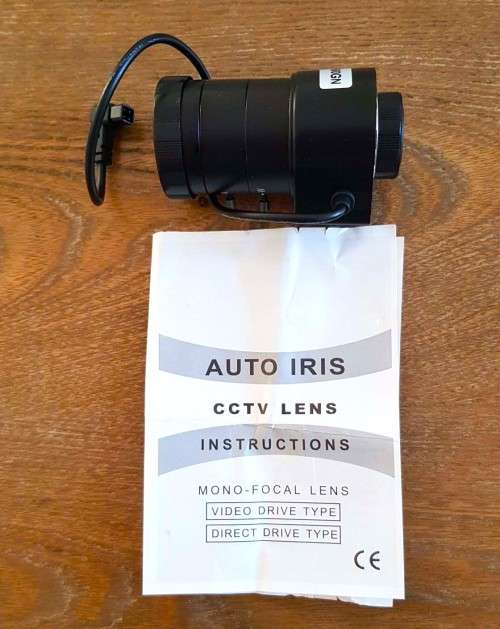 AUTO IRIS
CCTV LENS
INSTRUCTIONS
MONO-FOCAL LENS
VIDEO DRIVE TYPE
DIRECT DRIVE TYPE
CE